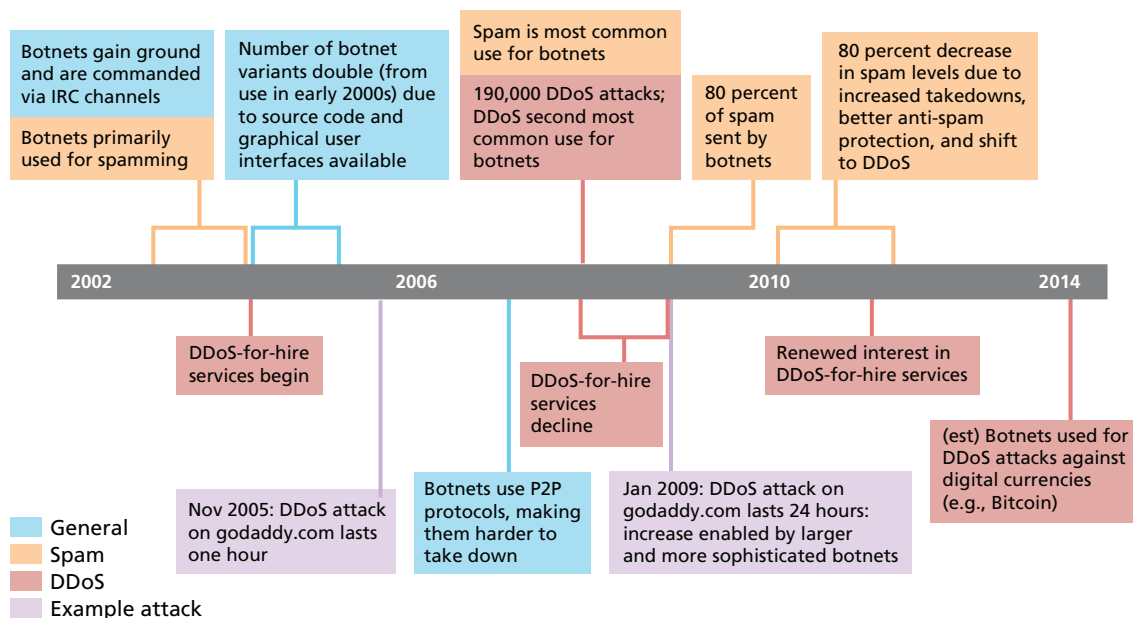 Botnets gain ground
and are commanded
via IRC channels
Botnets primarily
used for spamming
Number of botnet
variants double (from
use in early 2000s) due
to source code and
graphical user
interfaces available
Spam is most common
use for botnets
190,000 DDoS attacks;
DDoS second most
common use for
botnets
80 percent
of spam
sent by
botnets
80 percent decrease
in spam levels due to
increased takedowns,
better anti-spam
protection, and shift
to DDoS
2002
2006
2010
2014
DDoS-for-hire
services begin
DDoS-for-hire
services
decline
Renewed interest in
DDoS-for-hire services
(est) Botnets used for
DDoS attacks against
digital currencies
(e.g., Bitcoin)
Nov 2005: DDoS attack
on godaddy.com lasts
one hour
Botnets use P2P
protocols, making
them harder to
take down
Jan 2009: DDoS attack on
godaddy.com lasts 24 hours:
increase enabled by larger
and more sophisticated botnets
General
Spam
DDoS
Example attack